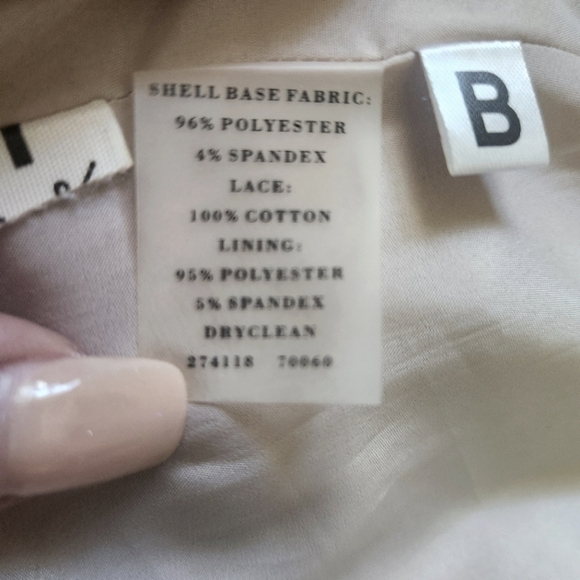 SHELL BASE FABRIC:
96% POLYESTER
4% SPANDEX
LACE:
100% COTTON
LINING:
95% POLYESTER
5% SPANDEX
DRYCLEAN
274118 70060
B